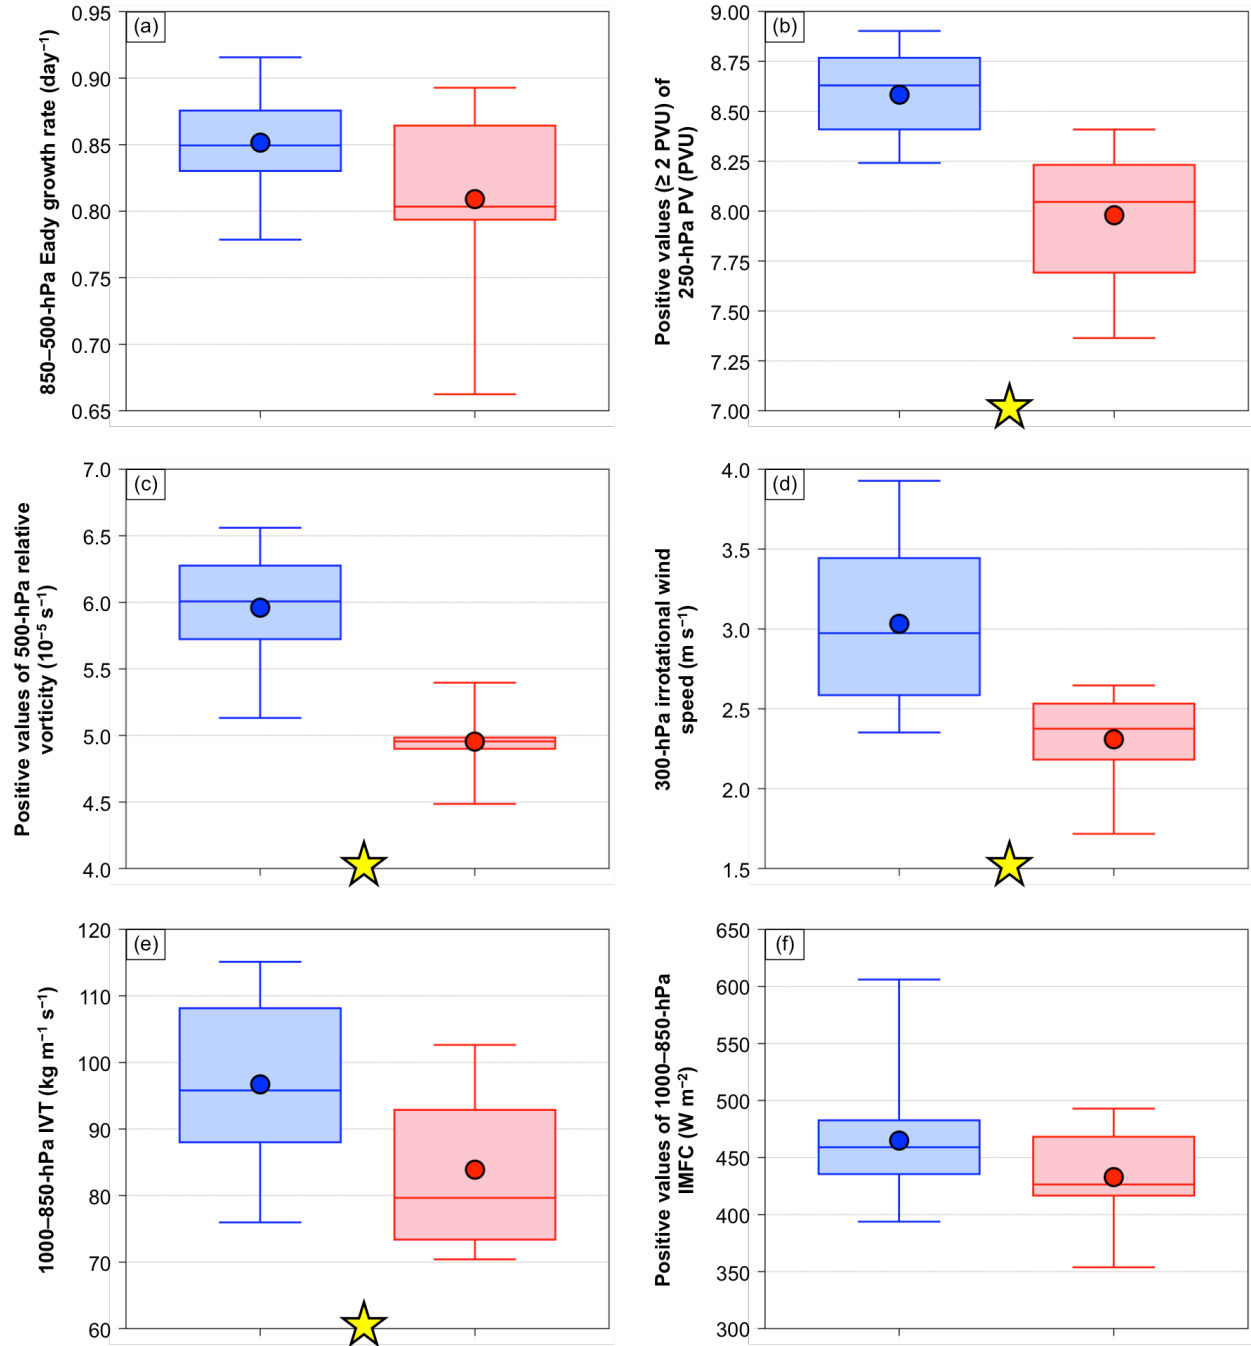 (a)
850–500-hPa Eady growth rate (day⁻¹)
0.95
0.90
0.85
0.80
0.75
0.70
0.65
(b)
Positive values (≥ 2 PVU) of
250-hPa PV (PVU)
9.00
8.75
8.50
8.25
8.00
7.75
7.50
7.25
7.00
(c)
Positive values of 500-hPa relative
vorticity (10⁻⁵ s⁻¹)
7.0
6.5
6.0
5.5
5.0
4.5
4.0
(d)
300-hPa irrotational wind
speed (m s⁻¹)
4.0
3.5
3.0
2.5
2.0
1.5
(e)
1000–850-hPa IVT (kg m⁻¹ s⁻¹)
120
110
100
90
80
70
60
(f)
Positive values of 1000–850-hPa
IMFC (W m⁻²)
650
600
550
500
450
400
350
300